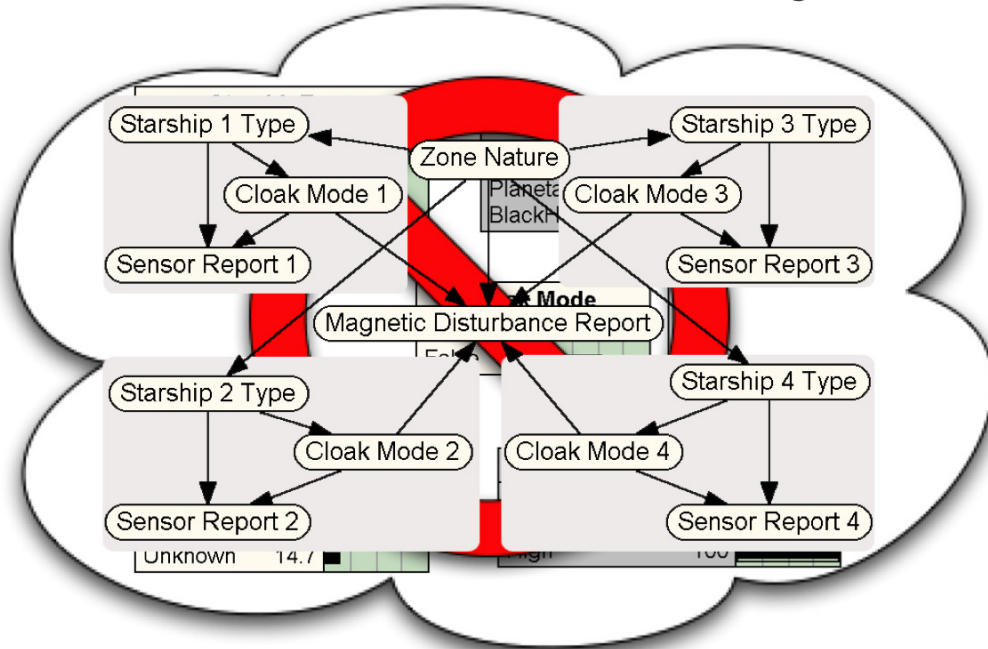 Starship 1 Type
Starship 3 Type
Zone Nature
Cloak Mode 1
Cloak Mode 3
BlackH
Sensor Report 1
Sensor Report 3
Mode
Magnetic Disturbance Report
Starship 4 Type
Starship 2 Type
Cloak Mode 2
Cloak Mode 4
Sensor Report 2
Sensor Report 4
Unknown 14.7